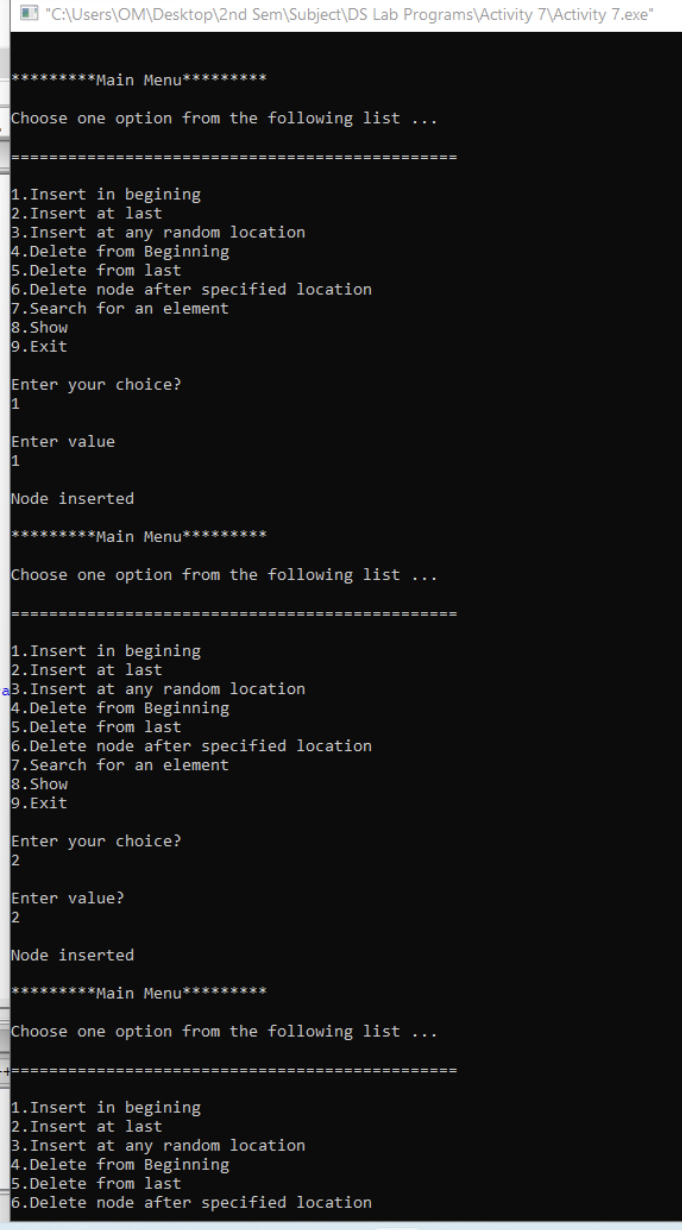 "C:\Users\OM\Desktop\2nd Sem\Subject\DS Lab Programs\Activity 7\Activity 7.exe"
*********Main Menu*********
Choose one option from the following list ...
===============================================
1.Insert in begining
2.Insert at last
3.Insert at any random location
4.Delete from Beginning
5.Delete from last
6.Delete node after specified location
7.Search for an element
8.Show
9.Exit
Enter your choice?
1
Enter value
1
Node inserted
*********Main Menu*********
Choose one option from the following list ...
===============================================
1.Insert in begining
2.Insert at last
3.Insert at any random location
4.Delete from Beginning
5.Delete from last
6.Delete node after specified location
7.Search for an element
8.Show
9.Exit
Enter your choice?
2
Enter value?
2
Node inserted
*********Main Menu*********
Choose one option from the following list ...
===============================================
1.Insert in begining
2.Insert at last
3.Insert at any random location
4.Delete from Beginning
5.Delete from last
6.Delete node after specified location